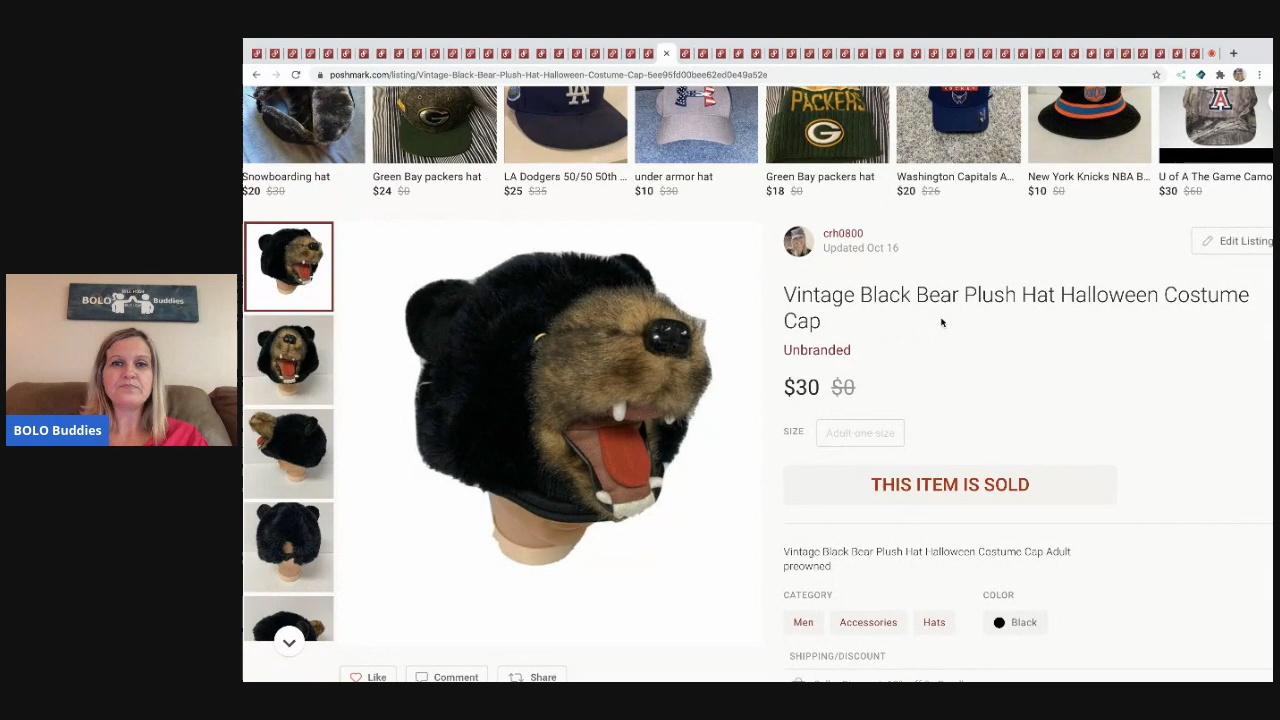 poshmark.com/listing/Vintage-Black-Bear-Plush-Hat-Halloween-Costume-Cap-5ee95fd00bee62ed0e49a52e
LA
PACKERS
G
A
Snowboarding hat
$20 $30
Green Bay packers hat
$24 $0
LA Dodgers 50/50 50th ...
$25 $35
under armor hat
$10 $30
Green Bay packers hat
$18 $0
Washington Capitals A...
$20 $26
New York Knicks NBA B...
$10 $0
U of A The Game Camo
$30 $60
crh0800
Updated Oct 16
Edit Listing
Vintage Black Bear Plush Hat Halloween Costume
Cap
Unbranded
$30 $0
SIZE
Adult one size
THIS ITEM IS SOLD
Vintage Black Bear Plush Hat Halloween Costume Cap Adult
preowned
CATEGORY
COLOR
Men
Accessories
Hats
Black
SHIPPING/DISCOUNT
Like
Comment
Share
BOLO Buddies
BOLO Buddies